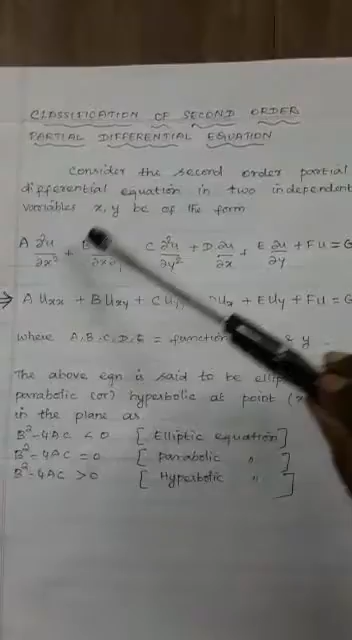 CLASSIFICATION OF SECOND ORDER
PARTIAL DIFFERENTIAL EQUATION
Consider the second order partial
differential equation in two independent
variables x, y be of the form
A ∂²u/∂x² + C ∂²u/∂y² + D ∂u/∂x + E ∂u/∂y + Fu = G
⇒ A Uxx + B Uxy + C Uy + EUy + FU = G
where A, B, C, D, E = function & y
The above eqn is said to be
parabolic (or) hyperbolic at point
in the plane as
B²-4AC < 0 [Elliptic equation]
B²-4AC = 0 [Parabolic "]
B²-4AC > 0 [Hyperbolic "]